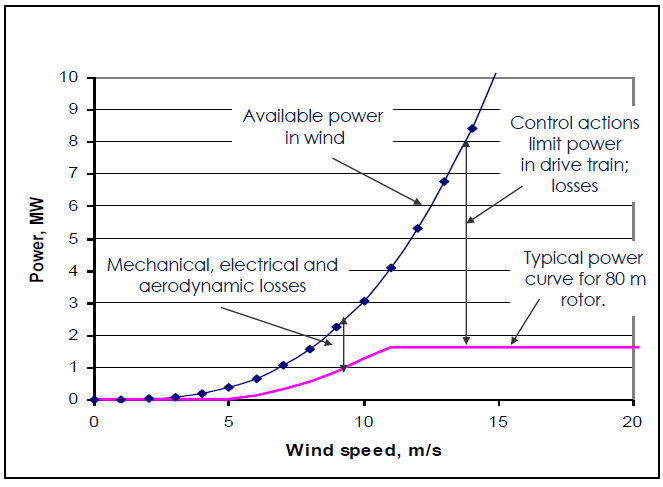 10
9
8
7
6
5
4
3
2
1
0
Power, MW
Available power
in wind
Control actions
limit power
in drive train;
losses
Mechanical, electrical and
aerodynamic losses
Typical power
curve for 80 m
rotor.
0
5
10
15
20
Wind speed, m/s